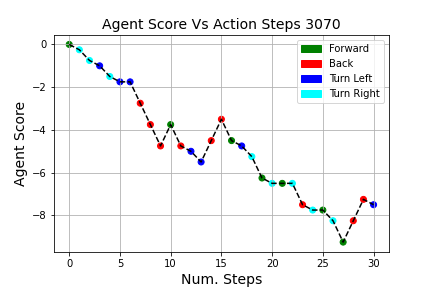 Agent Score Vs Action Steps 3070
Forward
Back
Turn Left
Turn Right
Agent Score
0
−2
−4
−6
−8
0 5 10 15 20 25 30
Num. Steps